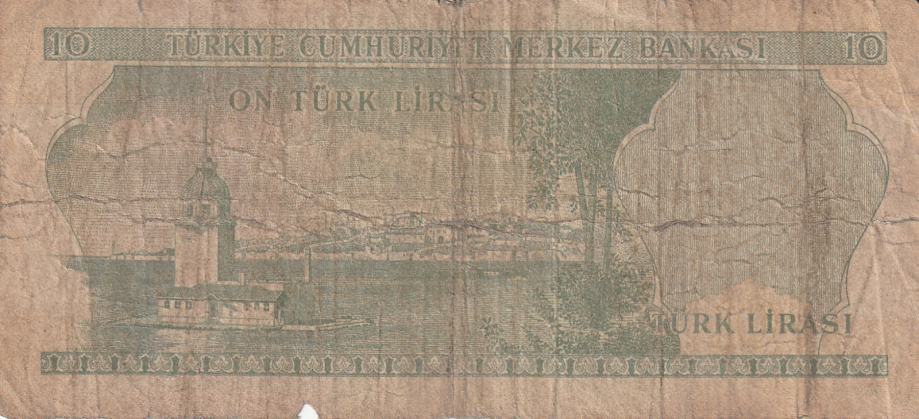 10 TÜRKİYE CUMHURİYET MERKEZ BANKASI 10
ON TÜRK LİRASI
TÜRK LİRASI